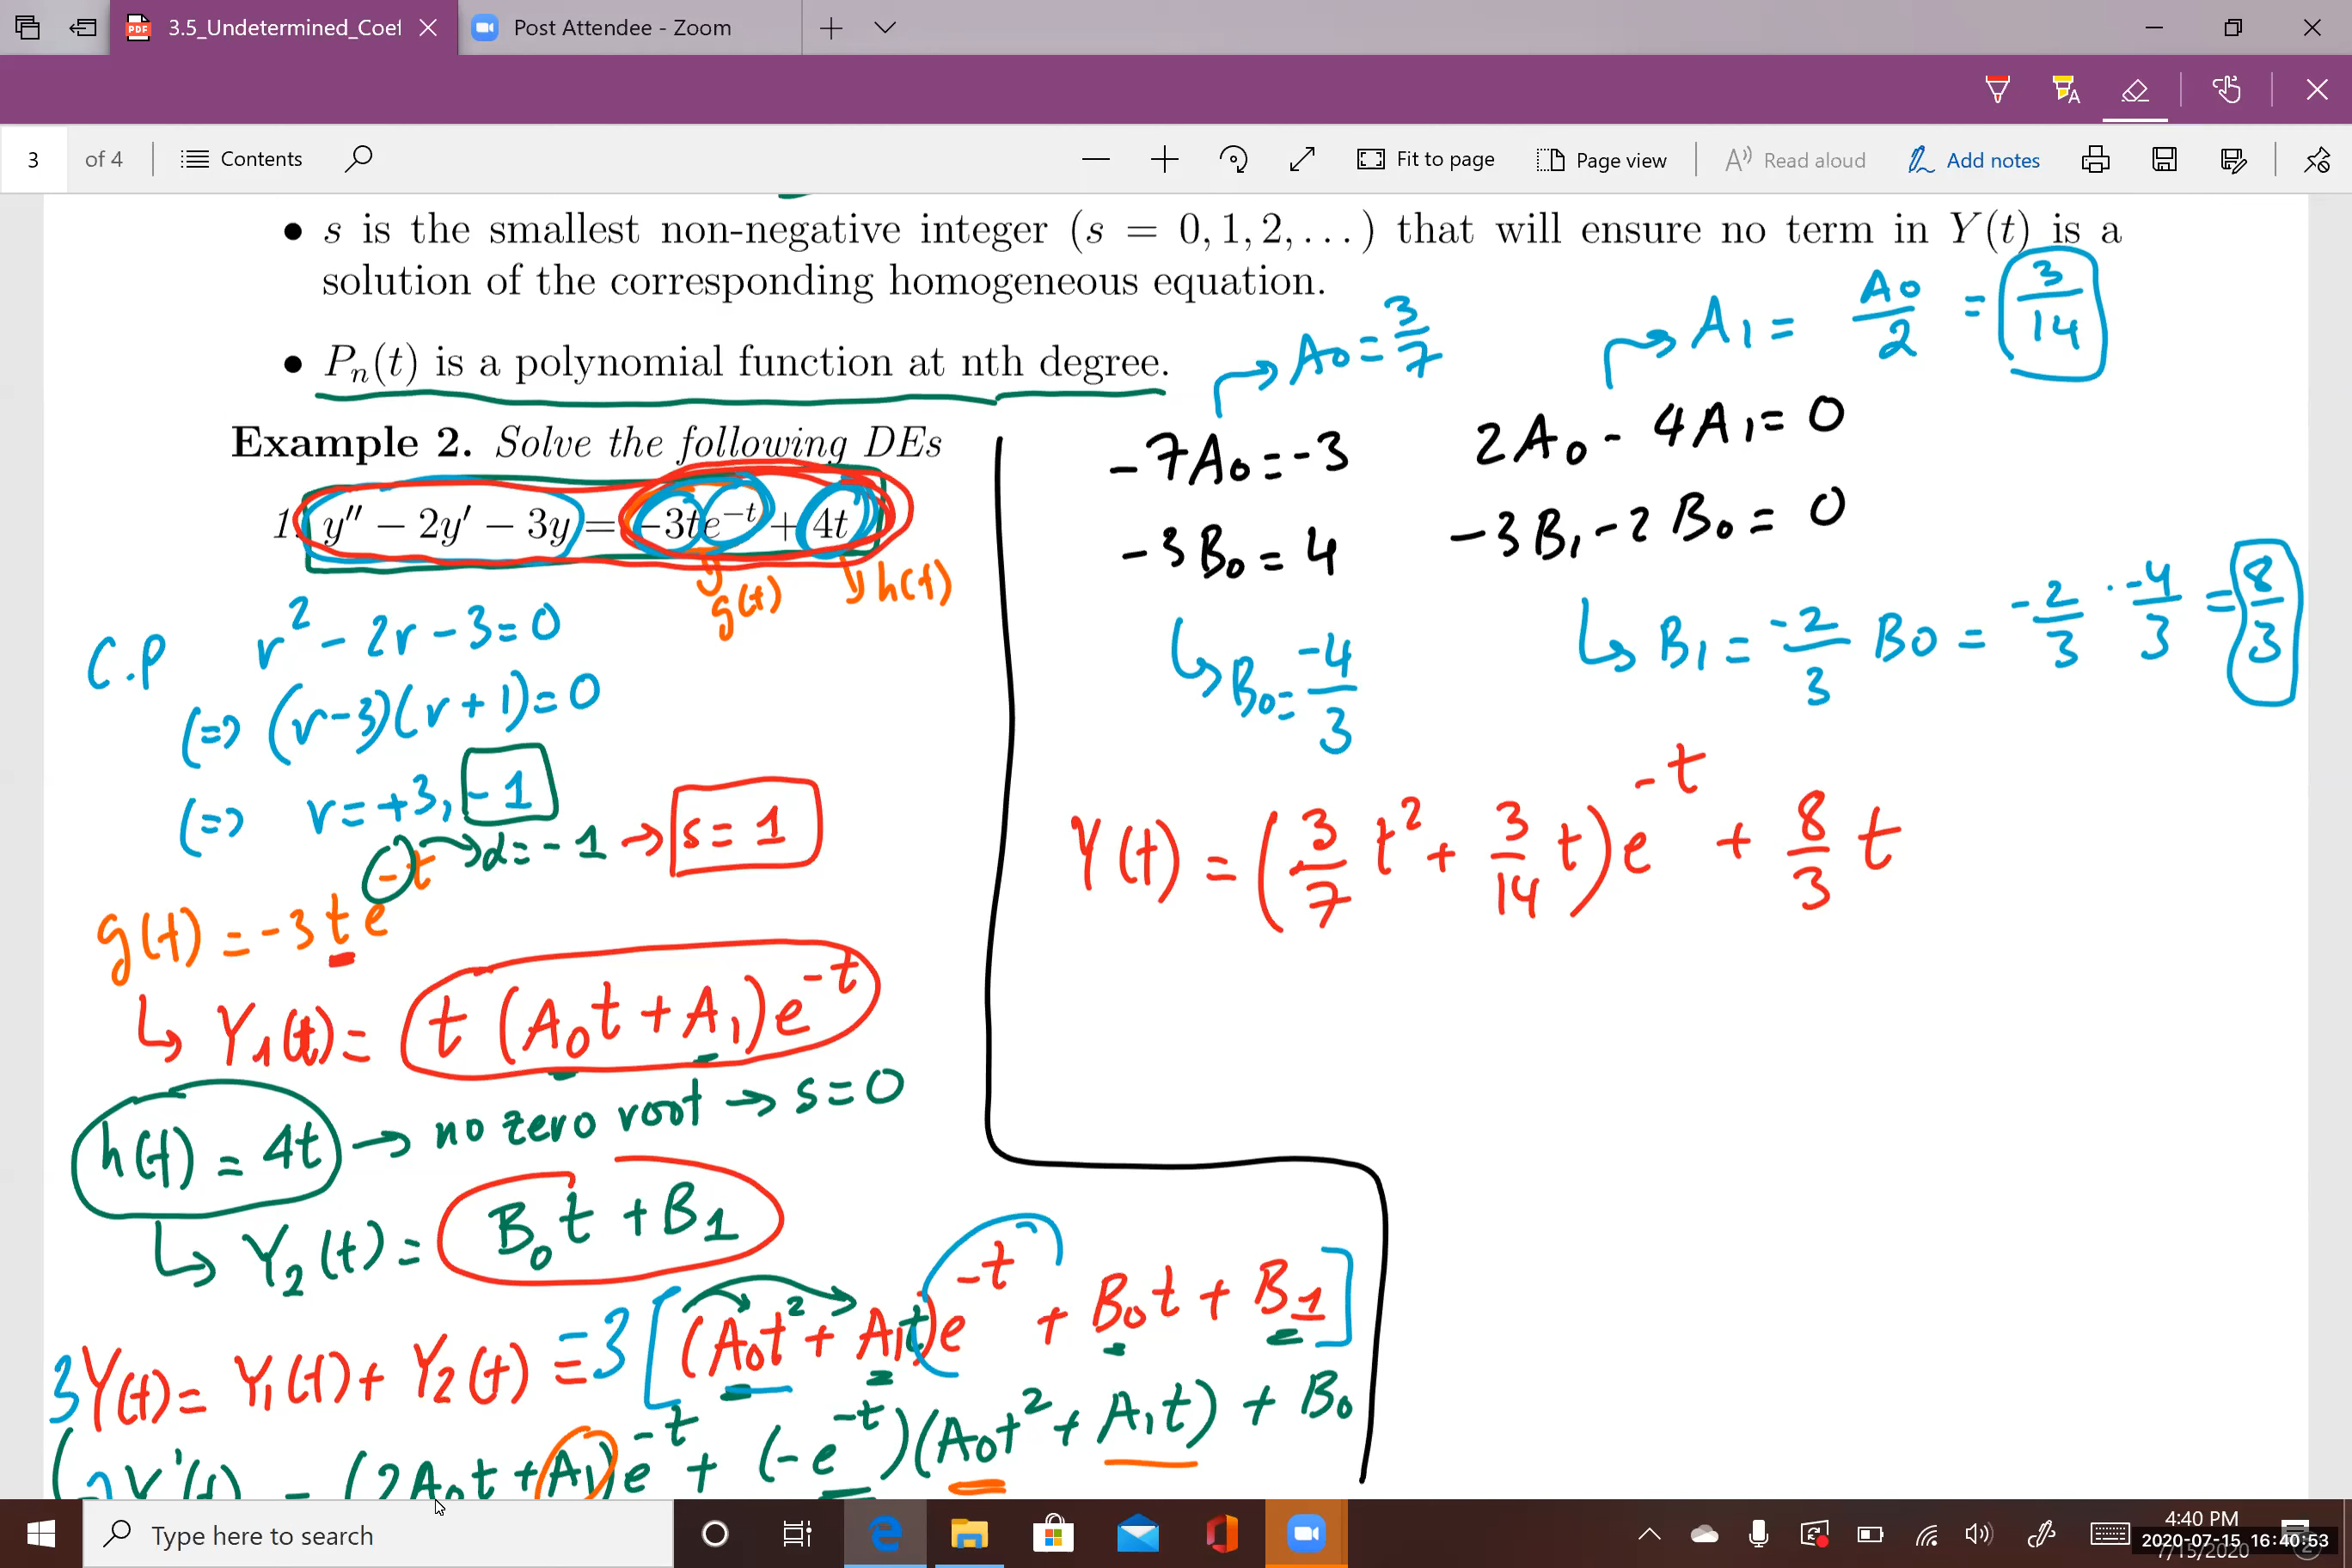 3.5_Undetermined_Coef
Post Attendee - Zoom
3 of 4 Contents Fit to page Page view Read aloud Add notes
• s is the smallest non-negative integer (s = 0, 1, 2, ...) that will ensure no term in Y(t) is a
solution of the corresponding homogeneous equation.
• Pₙ(t) is a polynomial function at nth degree.
Example 2. Solve the following DEs
1. y'' − 2y' − 3y = −3te^{−t} + 4t
g(t) h(t)
C.P r² - 2r - 3 = 0
(=> (r-3)(r+1) = 0
(=> r = +3, -1
α = -1 → s = 1
g(t) = -3te^{-t}
↳ Y₁(t) = t(A₀t + A₁)e^{-t}
h(t) = 4t → no zero root → s = 0
↳ Y₂(t) = B₀t + B₁
3Y(t) = Y₁(t) + Y₂(t) = 3[(A₀t² + A₁t)e^{-t} + B₀t + B₁]
(-2Y'(t) = (2A₀t + A₁)e^{-t} + (-e^{-t})(A₀t² + A₁t) + B₀
→ A₀ = 3/7
→ A₁ = A₀/2 = 3/14
-7A₀ = -3
2A₀ - 4A₁ = 0
-3B₀ = 4
-3B₁ - 2B₀ = 0
↳ B₀ = -4/3
↳ B₁ = -2/3 B₀ = -2/3 · -4/3 = 8/3
Y(t) = (3/7 t² + 3/14 t)e^{-t} + 8/3 t
Type here to search
4:40 PM
2020-07-15 16:40:53